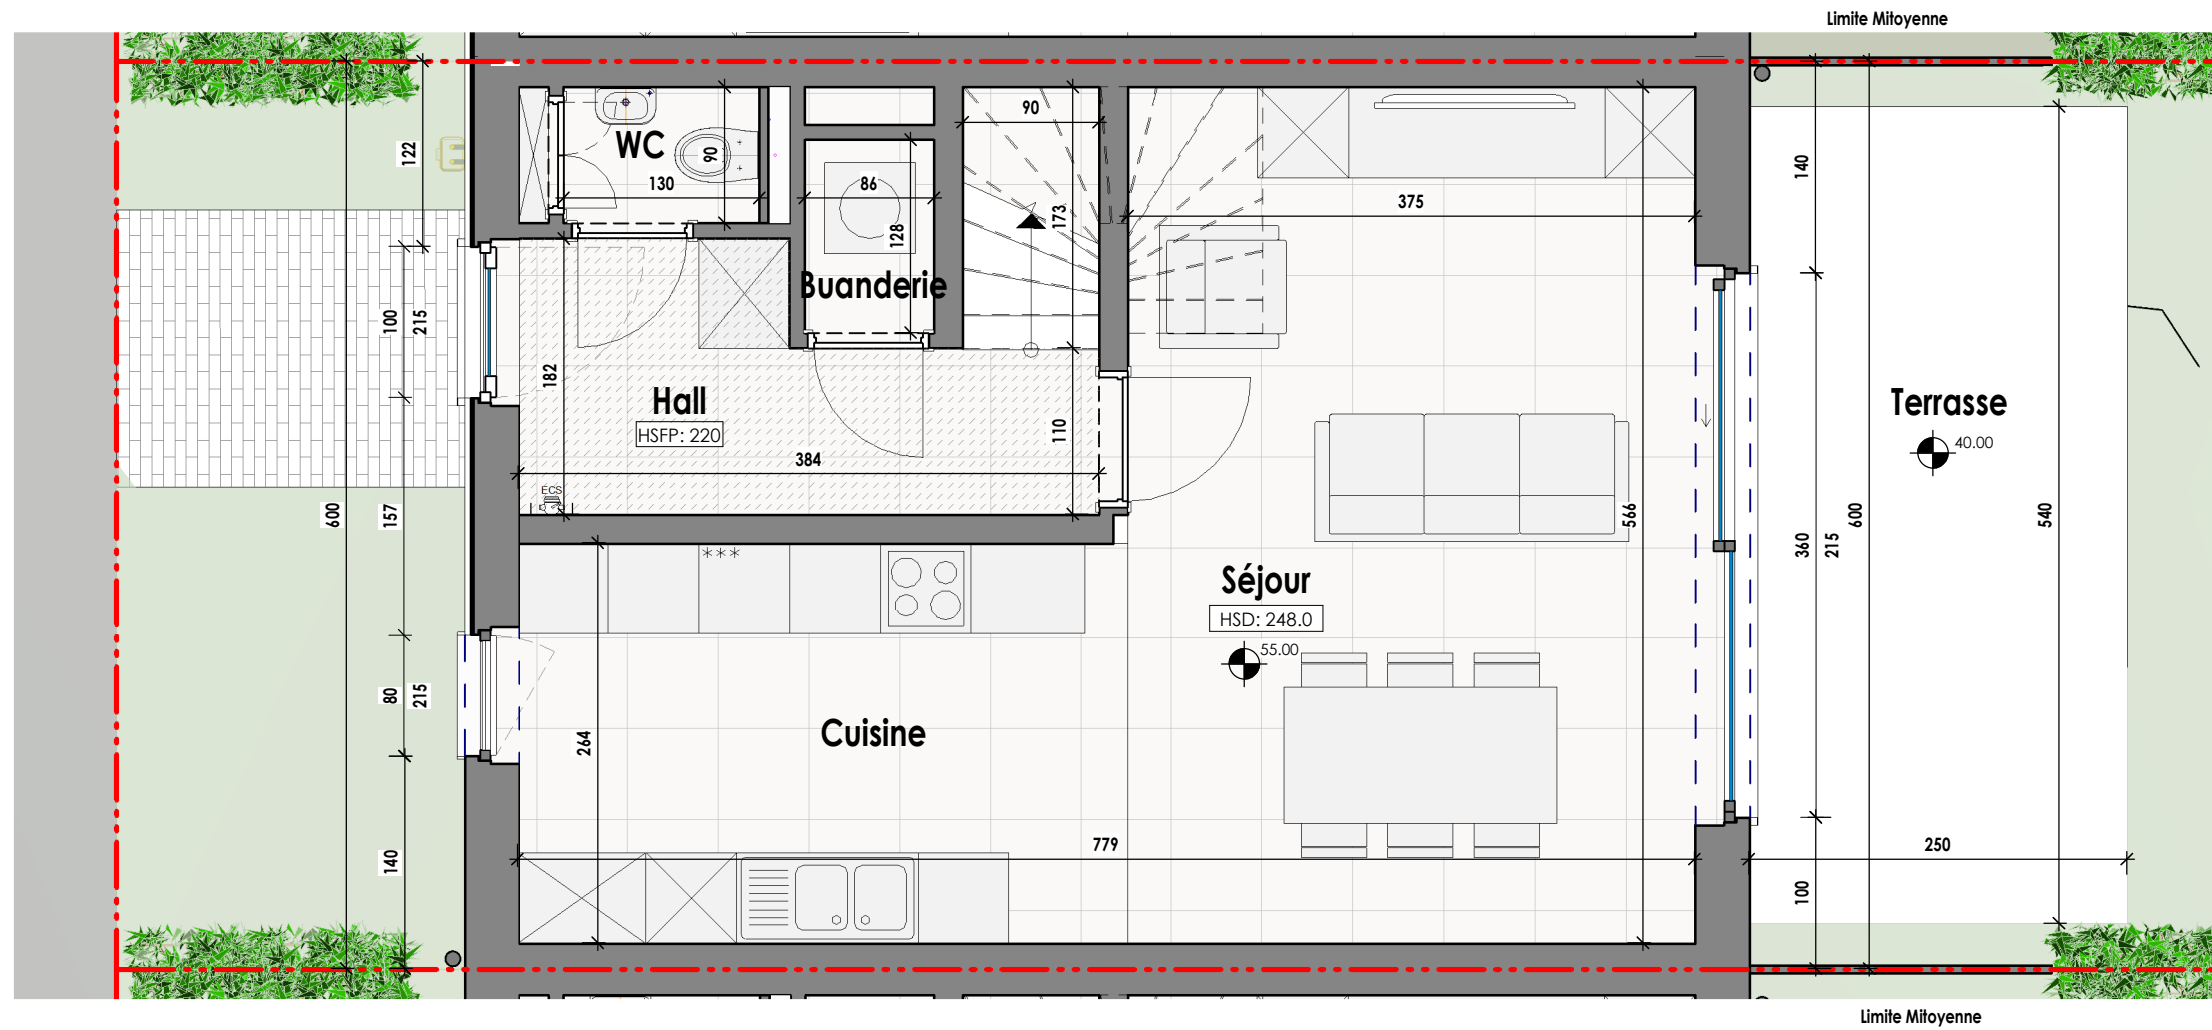 Limite Mitoyenne
122
WC
90
130
86
128
Buanderie
90
173
375
140
100
215
182
Hall
HSFP: 220
384
110
ECS
Terrasse
40.00
600
157
566
360
215
600
540
***
Séjour
HSD: 248.0
55.00
80
215
264
Cuisine
779
140
250
100
Limite Mitoyenne